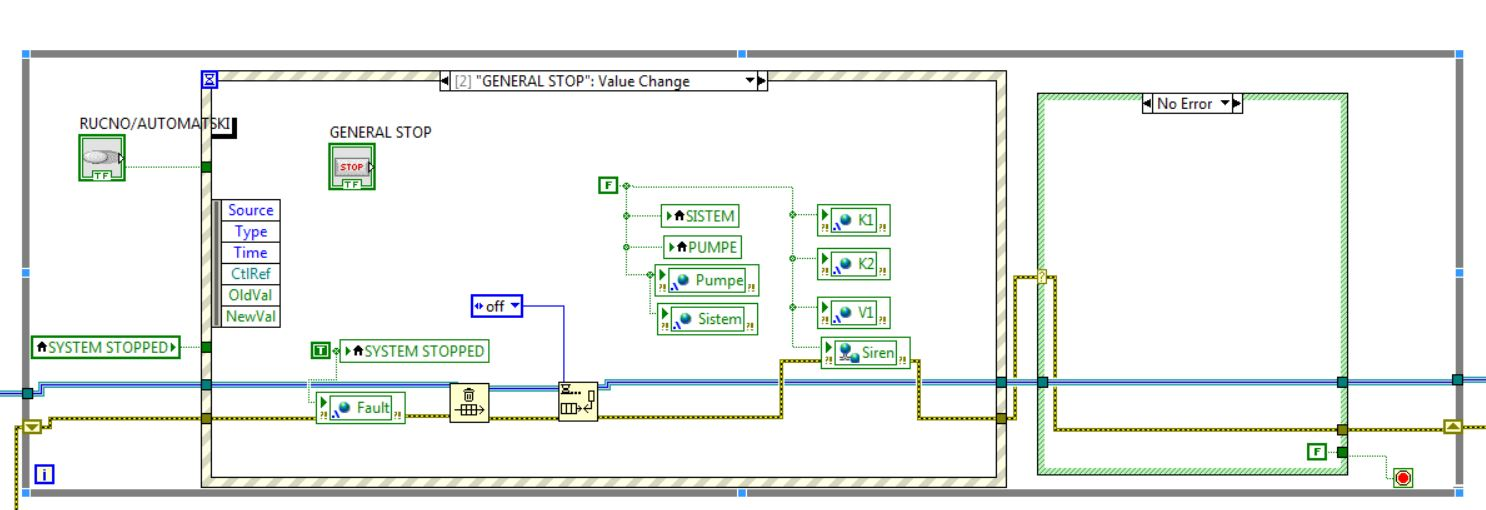 [2] "GENERAL STOP": Value Change
No Error
RUCNO/AUTOMATSKI
GENERAL STOP
STOP
TF
TF
F
Source
Type
Time
CtlRef
OldVal
NewVal
SISTEM
K1
PUMPE
K2
Pumpe
off
V1
Sistem
SYSTEM STOPPED
T
SYSTEM STOPPED
Siren
Fault
F
i